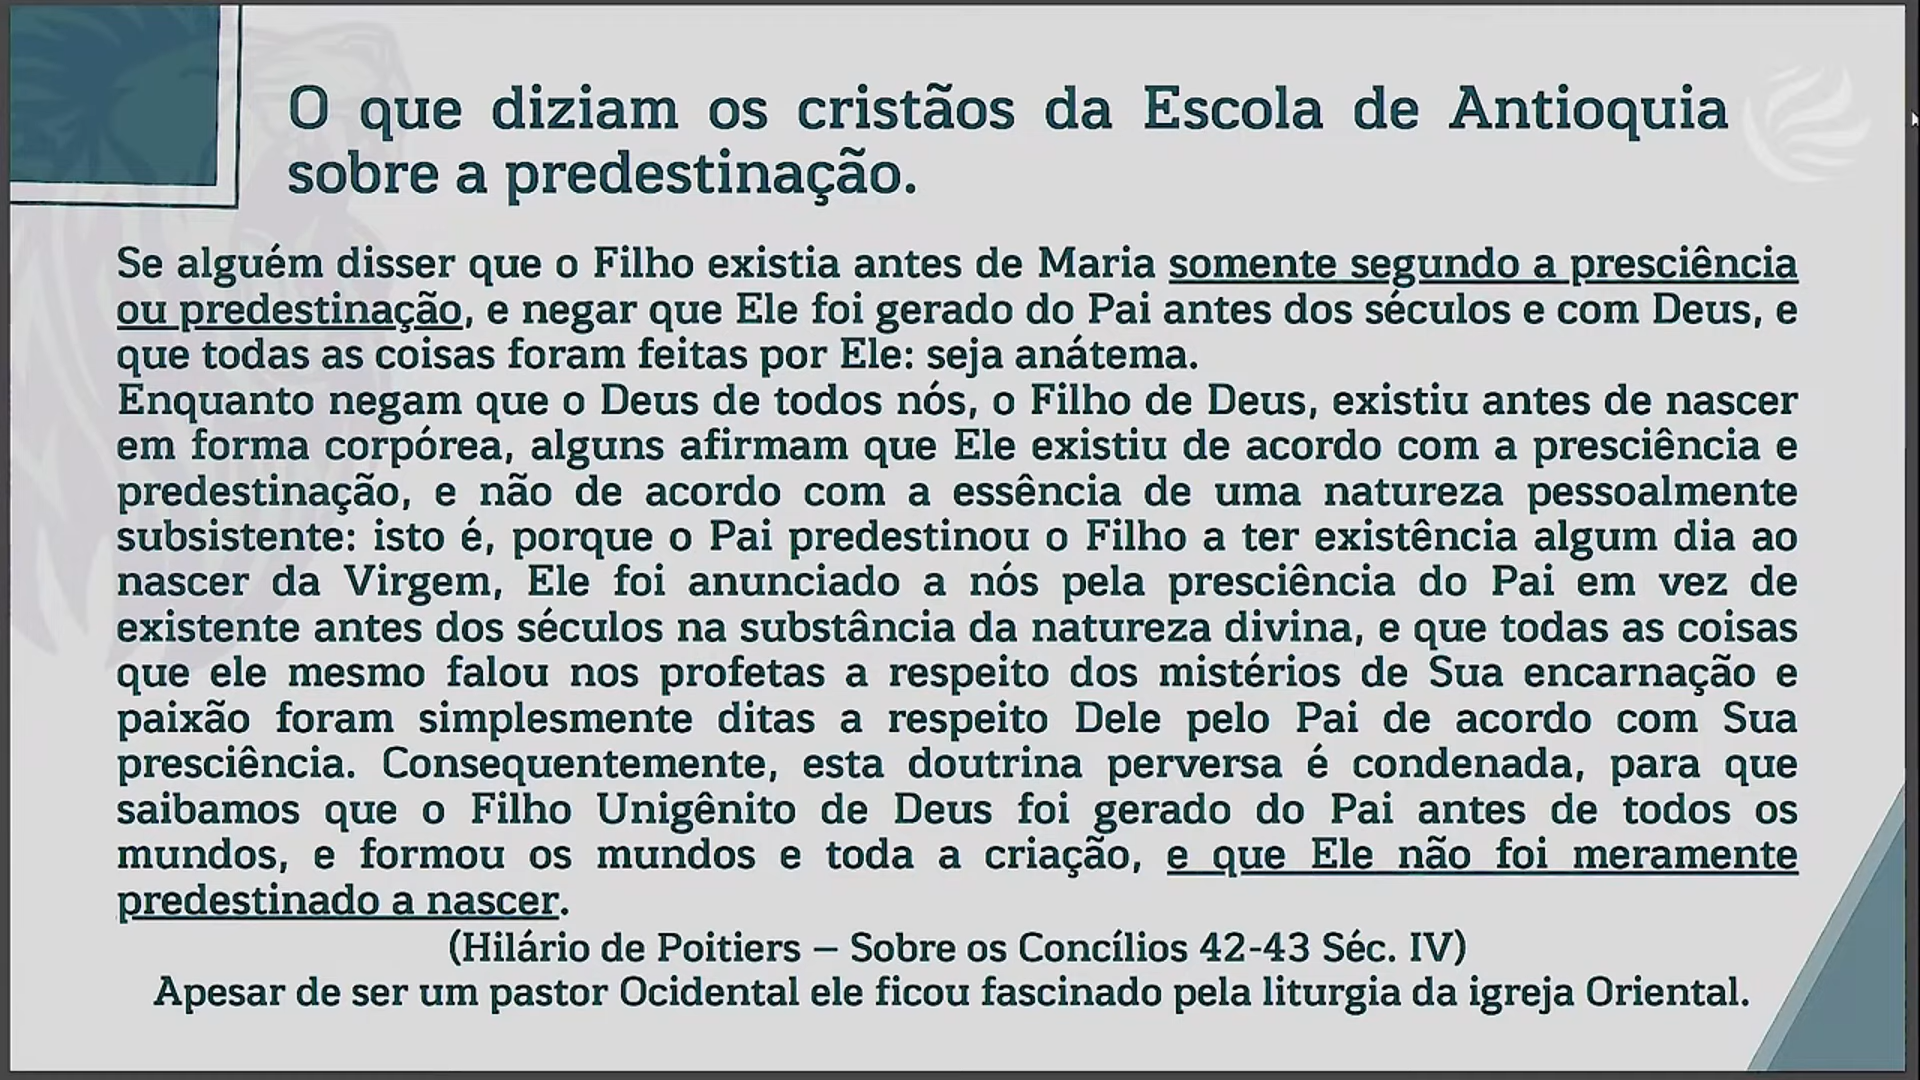 O que diziam os cristãos da Escola de Antioquia
sobre a predestinação.
Se alguém disser que o Filho existia antes de Maria somente segundo a presciência
ou predestinação, e negar que Ele foi gerado do Pai antes dos séculos e com Deus, e
que todas as coisas foram feitas por Ele: seja anátema.
Enquanto negam que o Deus de todos nós, o Filho de Deus, existiu antes de nascer
em forma corpórea, alguns afirmam que Ele existiu de acordo com a presciência e
predestinação, e não de acordo com a essência de uma natureza pessoalmente
subsistente: isto é, porque o Pai predestinou o Filho a ter existência algum dia ao
nascer da Virgem, Ele foi anunciado a nós pela presciência do Pai em vez de
existente antes dos séculos na substância da natureza divina, e que todas as coisas
que ele mesmo falou nos profetas a respeito dos mistérios de Sua encarnação e
paixão foram simplesmente ditas a respeito Dele pelo Pai de acordo com Sua
presciência. Consequentemente, esta doutrina perversa é condenada, para que
saibamos que o Filho Unigênito de Deus foi gerado do Pai antes de todos os
mundos, e formou os mundos e toda a criação, e que Ele não foi meramente
predestinado a nascer.
(Hilário de Poitiers – Sobre os Concílios 42-43 Séc. IV)
Apesar de ser um pastor Ocidental ele ficou fascinado pela liturgia da igreja Oriental.